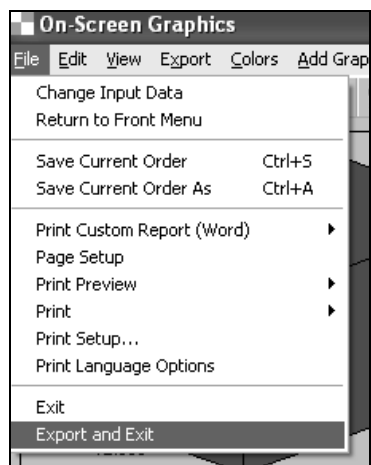 On-Screen Graphics
File Edit View Export Colors Add Grap
Change Input Data
Return to Front Menu
Save Current Order Ctrl+S
Save Current Order As Ctrl+A
Print Custom Report (Word)
Page Setup
Print Preview
Print
Print Setup...
Print Language Options
Exit
Export and Exit